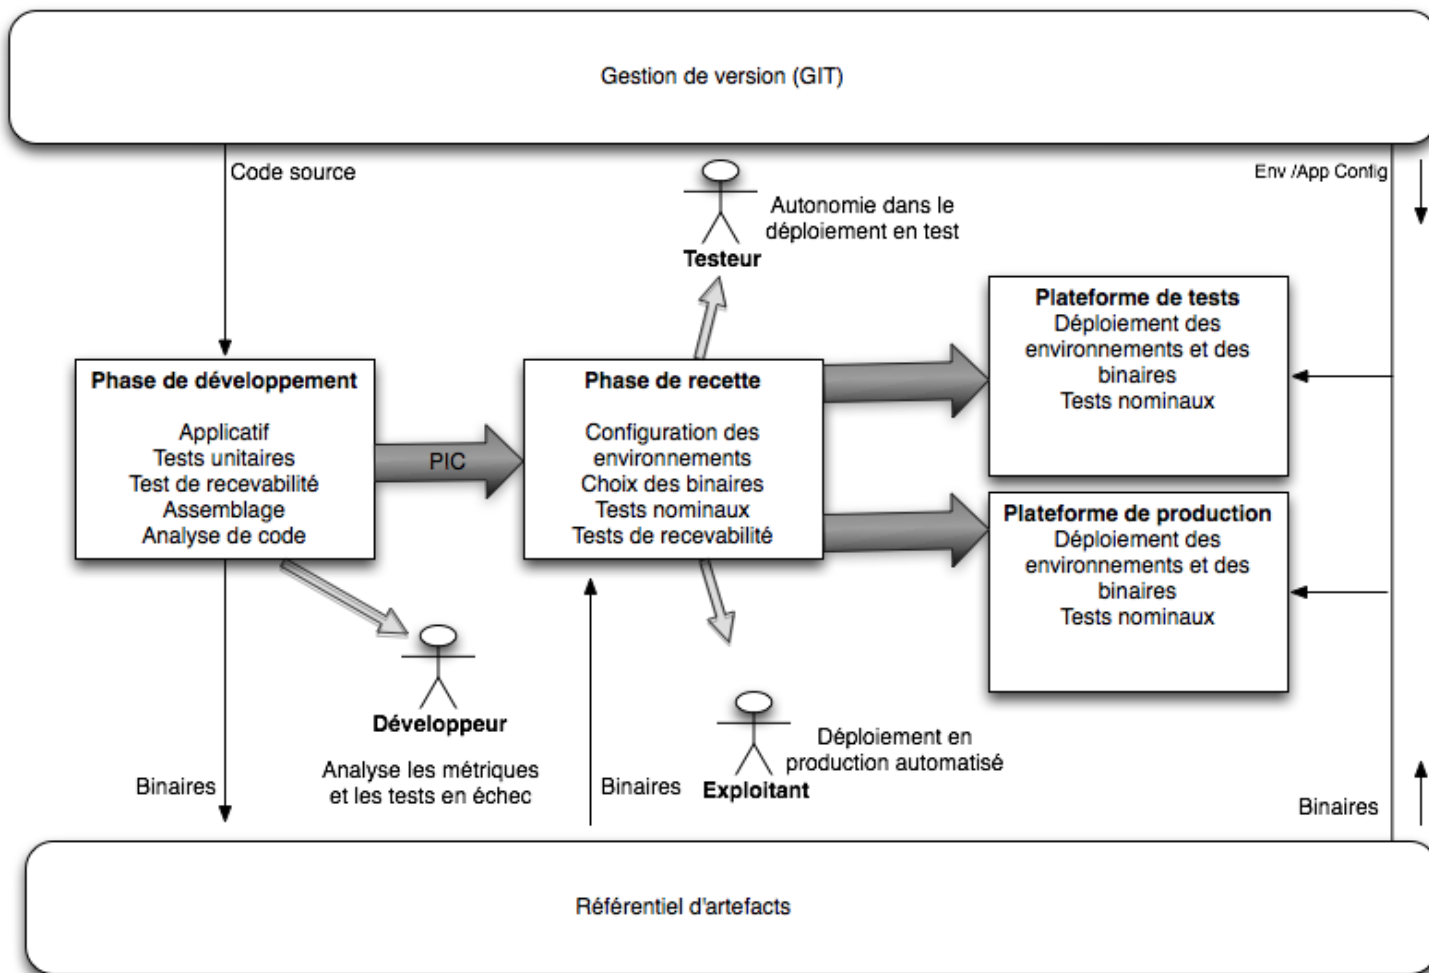 Gestion de version (GIT)
Code source
Env /App Config
Autonomie dans le
déploiement en test
Testeur
Plateforme de tests
Déploiement des
environnements et des
binaires
Tests nominaux
Phase de développement
Applicatif
Tests unitaires
Test de recevabilité
Assemblage
Analyse de code
PIC
Phase de recette
Configuration des
environnements
Choix des binaires
Tests nominaux
Tests de recevabilité
Plateforme de production
Déploiement des
environnements et des
binaires
Tests nominaux
Développeur
Analyse les métriques
et les tests en échec
Exploitant
Déploiement en
production automatisé
Binaires
Binaires
Binaires
Référentiel d'artefacts